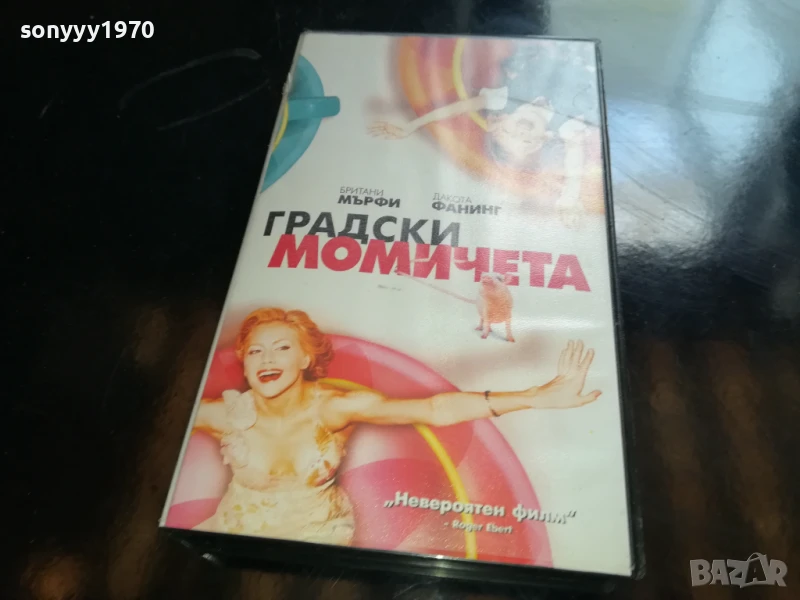 sonyyy1970
БРИТАНИ
МЪРФИ
ДАКОТА
ФАНИНГ
ГРАДСКИ
МОМИЧЕТА
„Невероятен филм"
- Roger Ebert
BAZAR